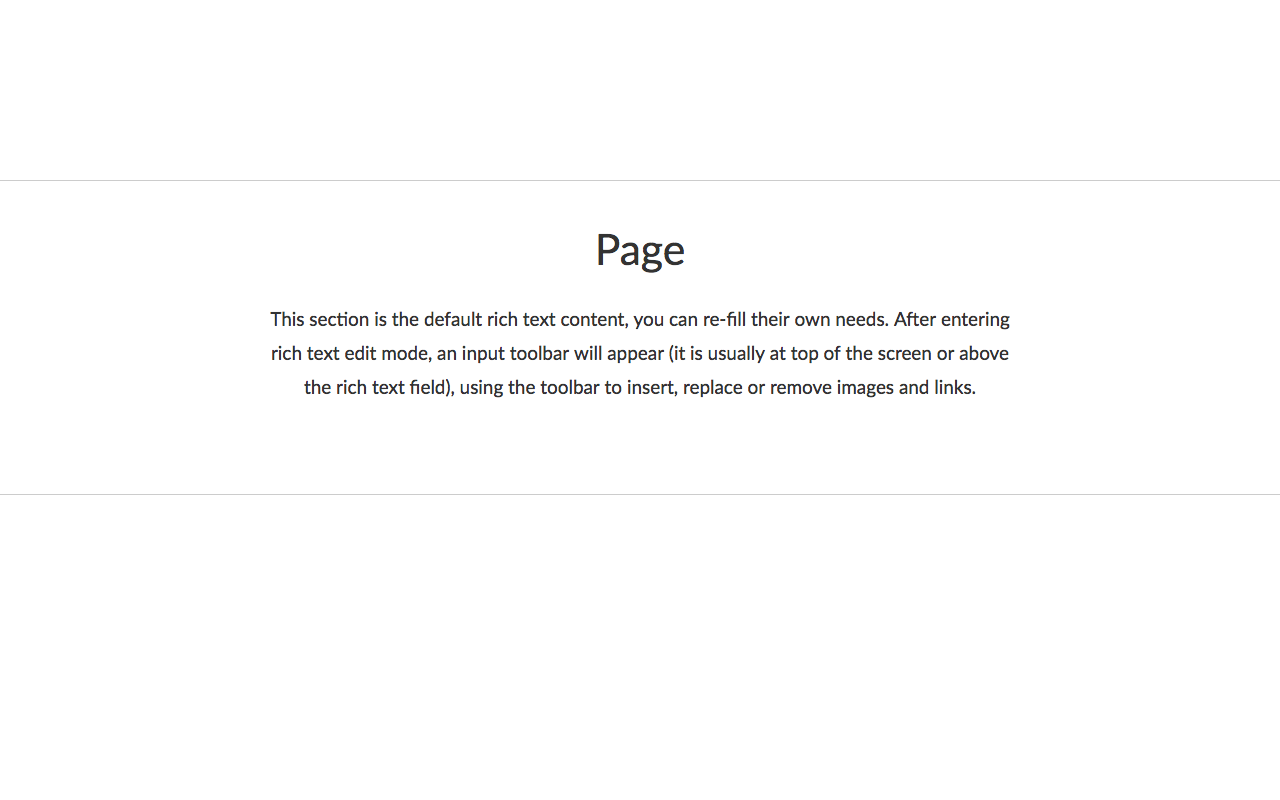 Page
This section is the default rich text content, you can re-fill their own needs. After entering
rich text edit mode, an input toolbar will appear (it is usually at top of the screen or above
the rich text field), using the toolbar to insert, replace or remove images and links.